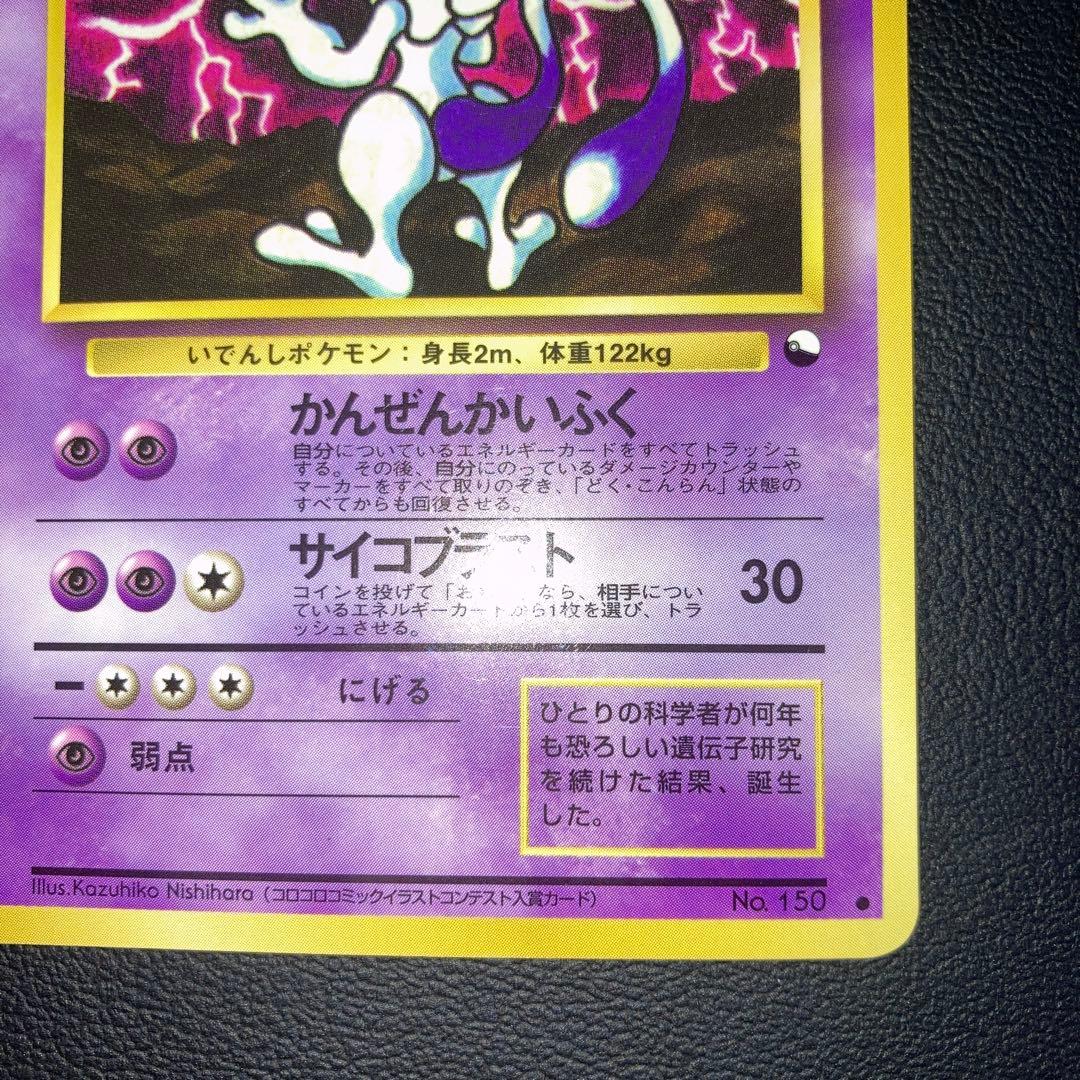 いでんしポケモン：身長2m、体重122kg
かんぜんかいふく
自分についているエネルギーカードをすべてトラッシュ
する。その後、自分にのっているダメージカウンターや
マーカーをすべて取りのぞき、「どく・こんらん」状態の
すべてからも回復させる。
サイコブラスト
30
コインを投げて「お なら、相手につい
ているエネルギーカードから1枚を選び、トラ
ッシュさせる。
にげる
弱点
ひとりの科学者が何年
も恐ろしい遺伝子研究
を続けた結果、誕生
した。
Illus.Kazuhiko Nishihara（コロコロコミックイラストコンテスト入賞カード）
No. 150